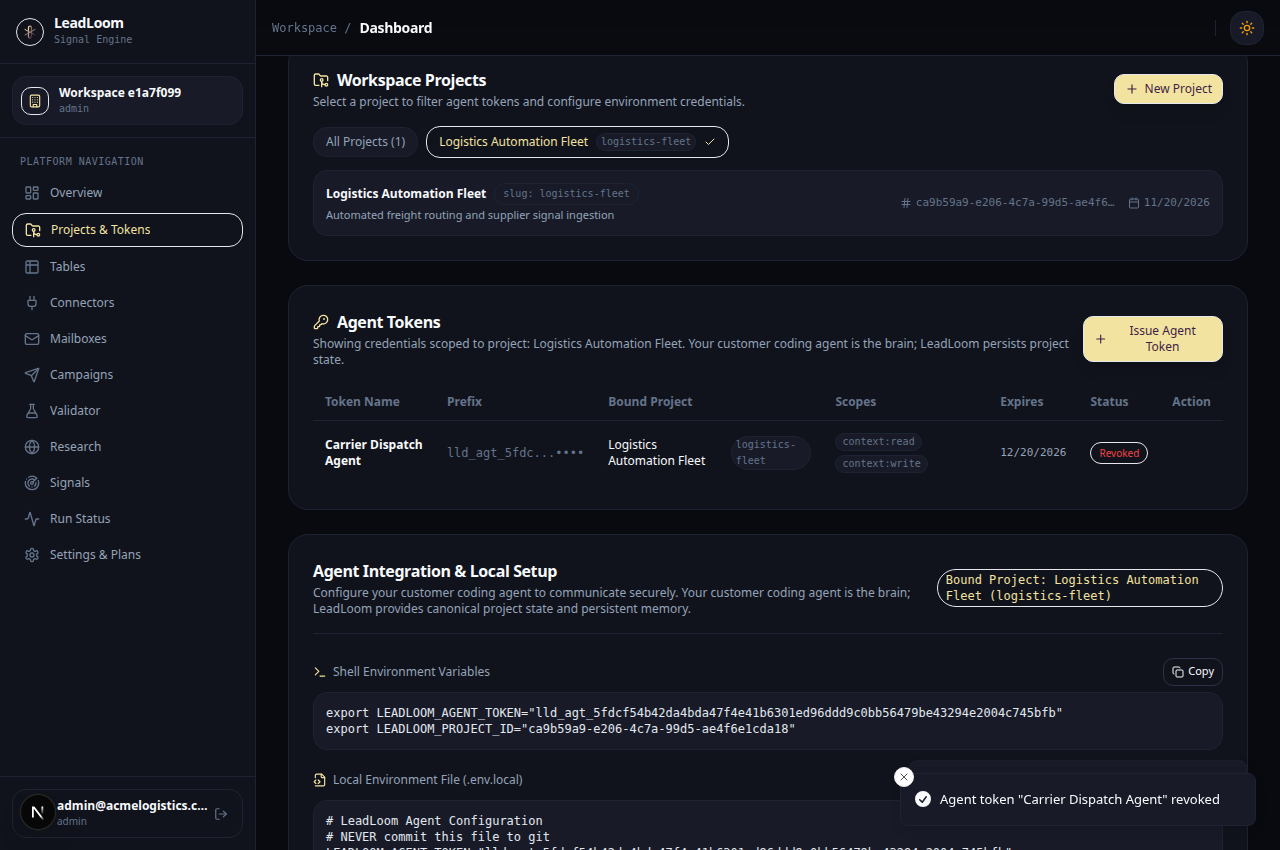 LeadLoom
Signal Engine
Workspace e1a7f099
admin
PLATFORM NAVIGATION
Overview
Projects & Tokens
Tables
Connectors
Mailboxes
Campaigns
Validator
Research
Signals
Run Status
Settings & Plans
N
admin@acmelogistics.c...
admin
Workspace / Dashboard
Workspace Projects
Select a project to filter agent tokens and configure environment credentials.
New Project
All Projects (1)
Logistics Automation Fleet logistics-fleet
Logistics Automation Fleet slug: logistics-fleet
Automated freight routing and supplier signal ingestion
# ca9b59a9-e206-4c7a-99d5-ae4f6… 11/20/2026
Agent Tokens
Showing credentials scoped to project: Logistics Automation Fleet. Your customer coding agent is the brain; LeadLoom persists project
state.
Issue Agent
Token
Token Name Prefix Bound Project Scopes Expires Status Action
Carrier Dispatch
Agent
lld_agt_5fdc...••••
Logistics
Automation Fleet
logistics-
fleet
context:read
context:write
12/20/2026
Revoked
Agent Integration & Local Setup
Configure your customer coding agent to communicate securely. Your customer coding agent is the brain;
LeadLoom provides canonical project state and persistent memory.
Bound Project: Logistics Automation
Fleet (logistics-fleet)
Shell Environment Variables
Copy
export LEADLOOM_AGENT_TOKEN="lld_agt_5fdcf54b42da4bda47f4e41b6301ed96ddd9c0bb56479be43294e2004c745bfb"
export LEADLOOM_PROJECT_ID="ca9b59a9-e206-4c7a-99d5-ae4f6e1cda18"
Local Environment File (.env.local)
# LeadLoom Agent Configuration
# NEVER commit this file to git
Agent token "Carrier Dispatch Agent" revoked